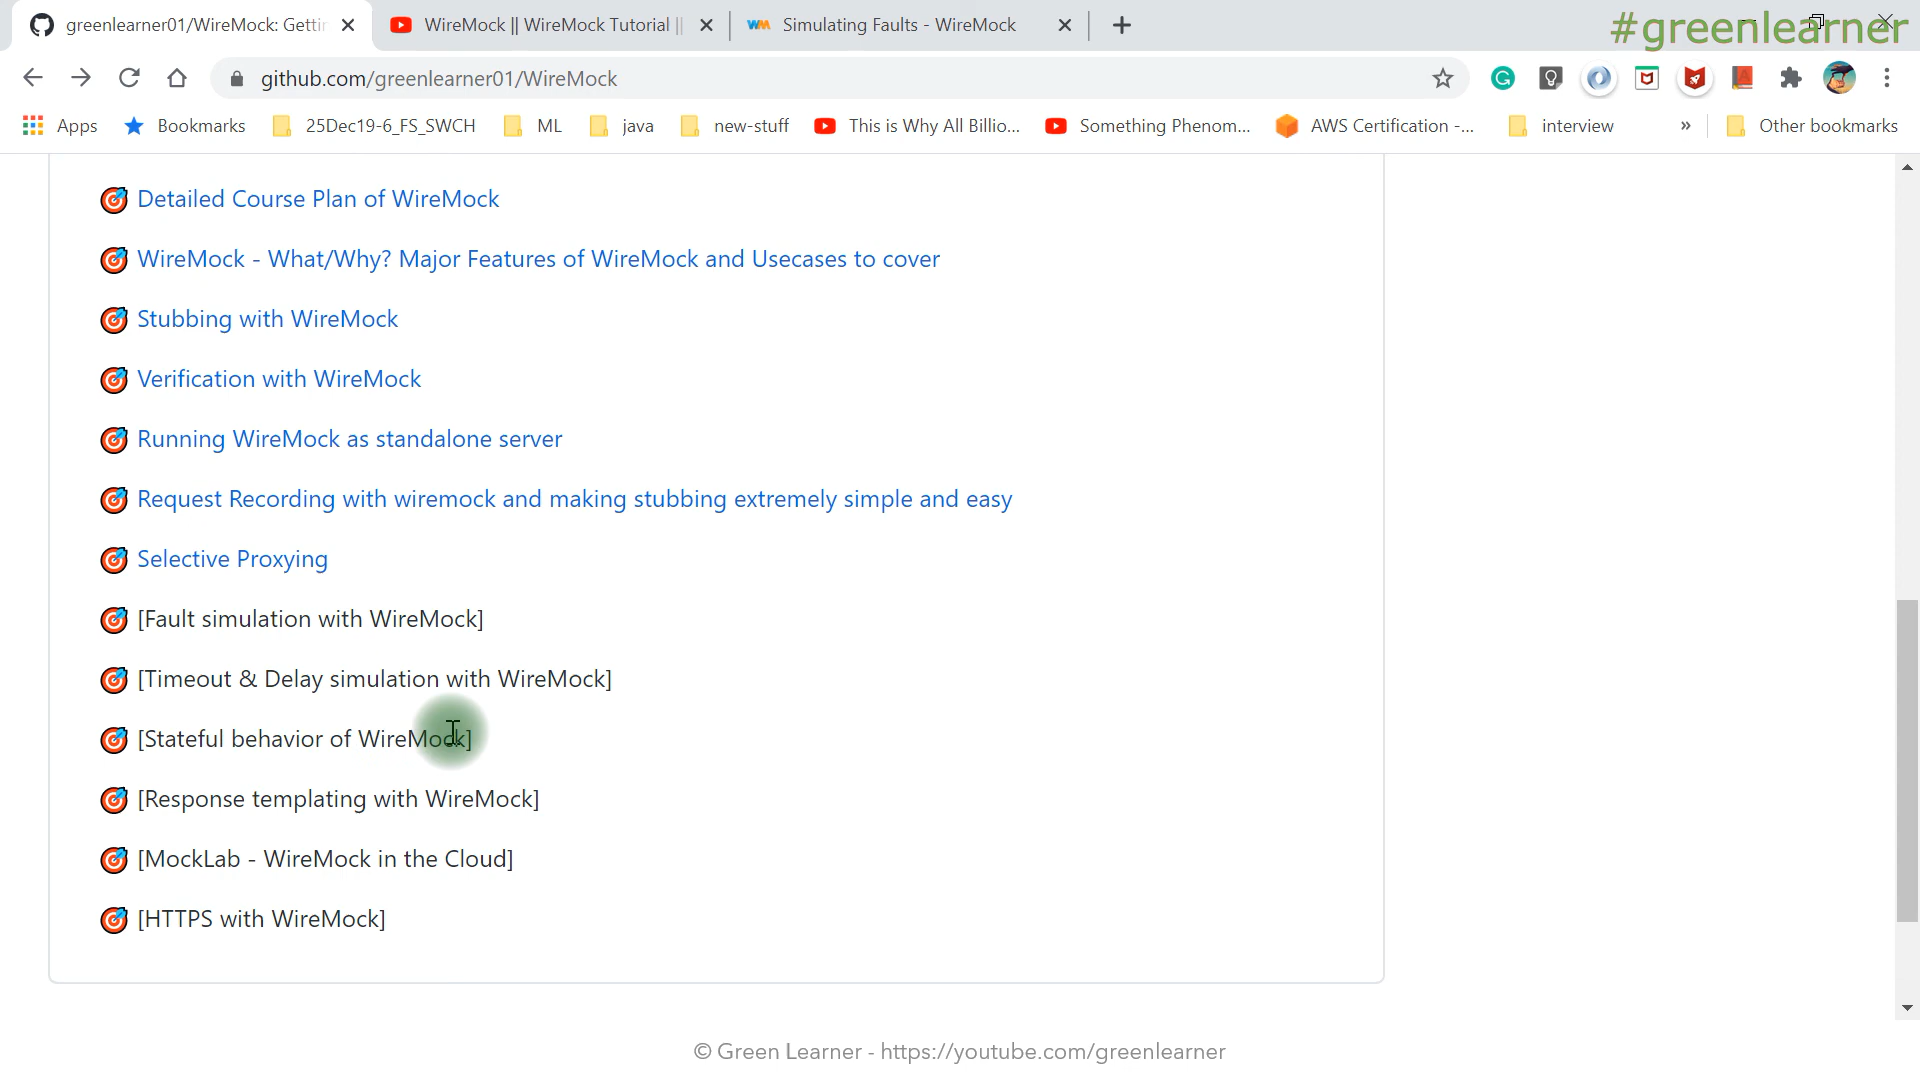 greenlearner01/WireMock: Getti
WireMock || WireMock Tutorial ||
Simulating Faults - WireMock
#greenlearner
github.com/greenlearner01/WireMock
Apps
Bookmarks
25Dec19-6_FS_SWCH
ML
java
new-stuff
This is Why All Billio...
Something Phenom...
AWS Certification -...
interview
»
Other bookmarks
Detailed Course Plan of WireMock
WireMock - What/Why? Major Features of WireMock and Usecases to cover
Stubbing with WireMock
Verification with WireMock
Running WireMock as standalone server
Request Recording with wiremock and making stubbing extremely simple and easy
Selective Proxying
[Fault simulation with WireMock]
[Timeout & Delay simulation with WireMock]
[Stateful behavior of WireMock]
[Response templating with WireMock]
[MockLab - WireMock in the Cloud]
[HTTPS with WireMock]
© Green Learner - https://youtube.com/greenlearner